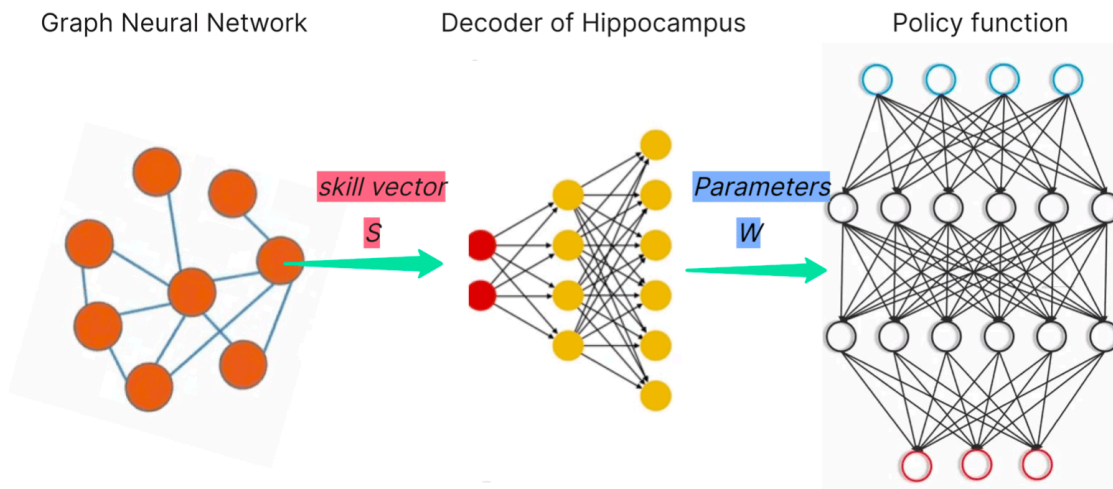 Graph Neural Network
Decoder of Hippocampus
Policy function
skill vector
S
Parameters
W